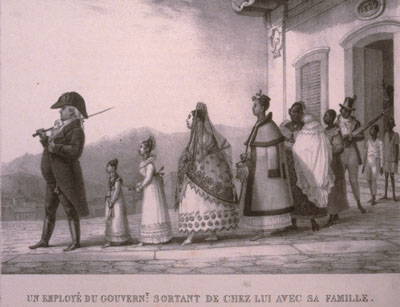 UN EMPLOYÉ DU GOUVERN.T SORTANT DE CHEZ LUI AVEC SA FAMILLE.